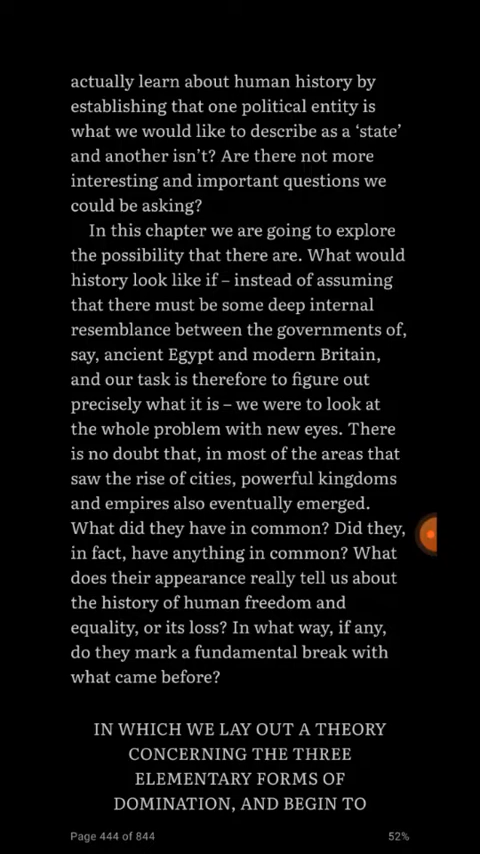 actually learn about human history by
establishing that one political entity is
what we would like to describe as a ‘state’
and another isn’t? Are there not more
interesting and important questions we
could be asking?
In this chapter we are going to explore
the possibility that there are. What would
history look like if – instead of assuming
that there must be some deep internal
resemblance between the governments of,
say, ancient Egypt and modern Britain,
and our task is therefore to figure out
precisely what it is – we were to look at
the whole problem with new eyes. There
is no doubt that, in most of the areas that
saw the rise of cities, powerful kingdoms
and empires also eventually emerged.
What did they have in common? Did they,
in fact, have anything in common? What
does their appearance really tell us about
the history of human freedom and
equality, or its loss? In what way, if any,
do they mark a fundamental break with
what came before?
IN WHICH WE LAY OUT A THEORY
CONCERNING THE THREE
ELEMENTARY FORMS OF
DOMINATION, AND BEGIN TO
Page 444 of 844
52%